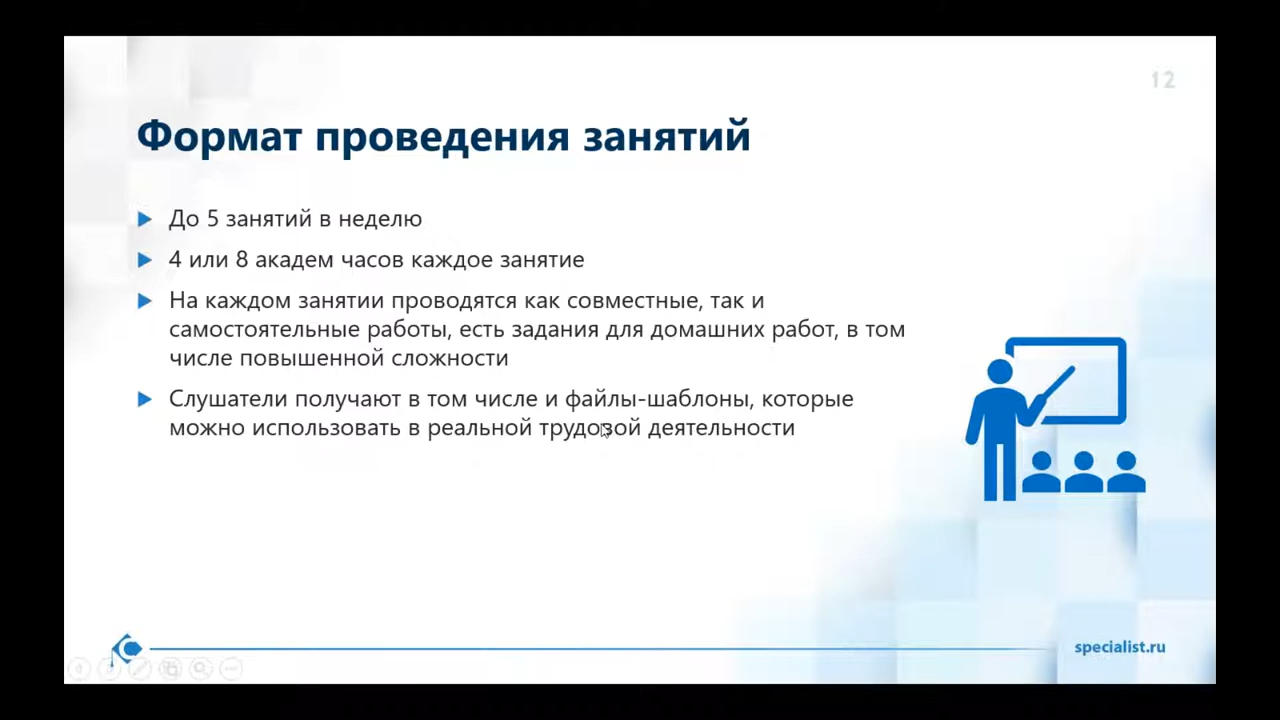 12
Формат проведения занятий
До 5 занятий в неделю
4 или 8 академ часов каждое занятие
На каждом занятии проводятся как совместные, так и
самостоятельные работы, есть задания для домашних работ, в том
числе повышенной сложности
Слушатели получают в том числе и файлы-шаблоны, которые
можно использовать в реальной трудовой деятельности
specialist.ru